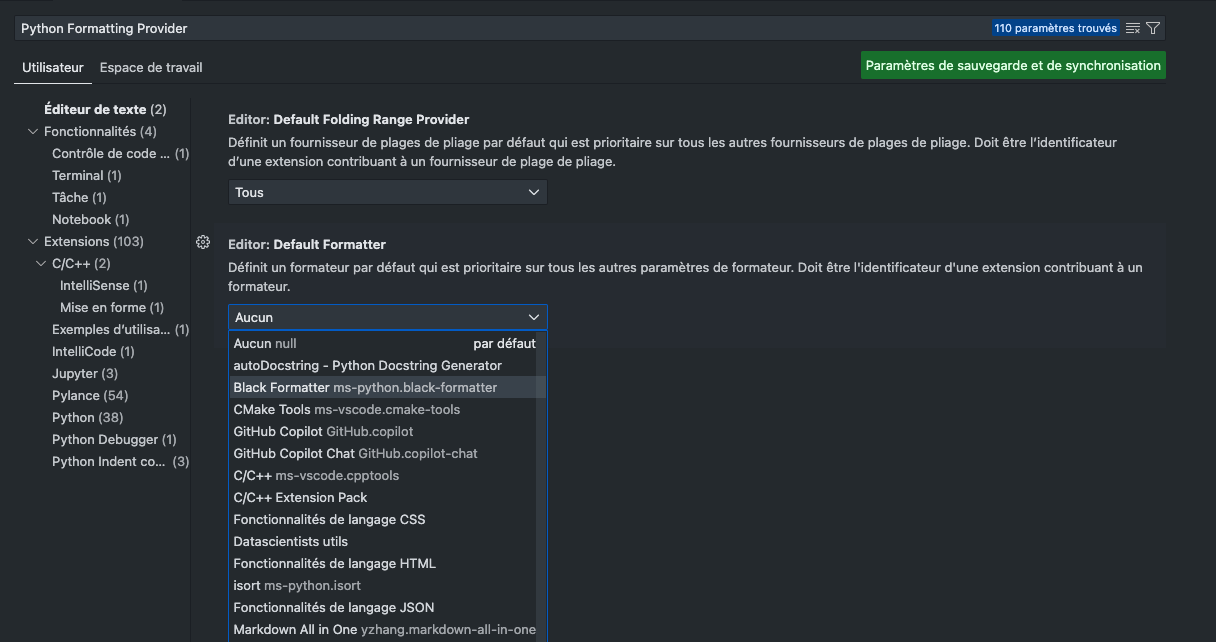 Python Formatting Provider
110 paramètres trouvés
Utilisateur
Espace de travail
Paramètres de sauvegarde et de synchronisation
Éditeur de texte (2)
Fonctionnalités (4)
Contrôle de code ... (1)
Terminal (1)
Tâche (1)
Notebook (1)
Extensions (103)
C/C++ (2)
IntelliSense (1)
Mise en forme (1)
Exemples d'utilisa... (1)
IntelliCode (1)
Jupyter (3)
Pylance (54)
Python (38)
Python Debugger (1)
Python Indent co... (3)
Editor: Default Folding Range Provider
Définit un fournisseur de plages de pliage par défaut qui est prioritaire sur tous les autres fournisseurs de plages de pliage. Doit être l'identificateur
d'une extension contribuant à un fournisseur de plage de pliage.
Tous
Editor: Default Formatter
Définit un formateur par défaut qui est prioritaire sur tous les autres paramètres de formateur. Doit être l'identificateur d'une extension contribuant à un
formateur.
Aucun
Aucun null par défaut
autoDocstring - Python Docstring Generator
Black Formatter ms-python.black-formatter
CMake Tools ms-vscode.cmake-tools
GitHub Copilot GitHub.copilot
GitHub Copilot Chat GitHub.copilot-chat
C/C++ ms-vscode.cpptools
C/C++ Extension Pack
Fonctionnalités de langage CSS
Datascientists utils
Fonctionnalités de langage HTML
isort ms-python.isort
Fonctionnalités de langage JSON
Markdown All in One yzhang.markdown-all-in-one